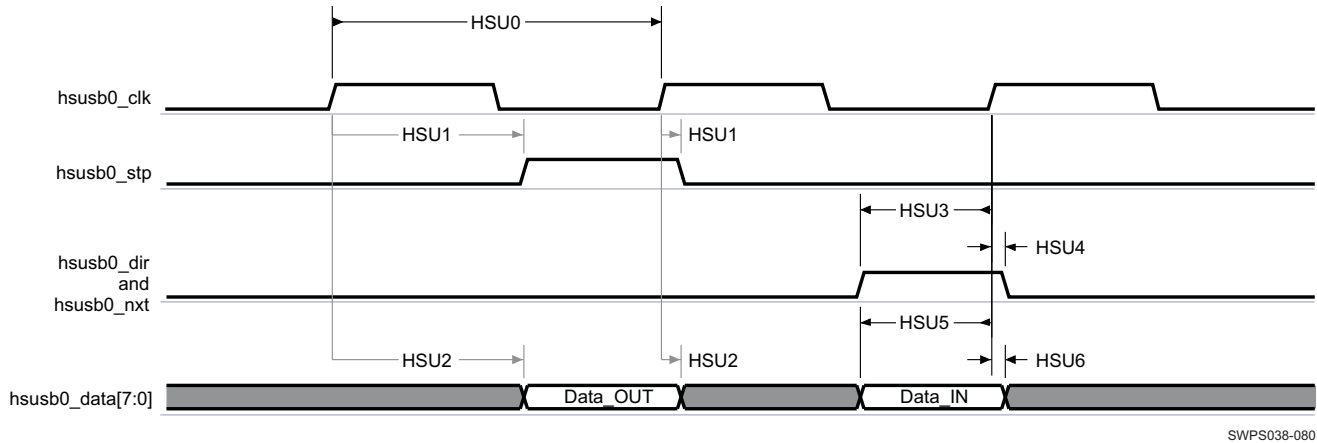 HSU0
hsusb0_clk
HSU1
HSU1
hsusb0_stp
HSU3
HSU4
hsusb0_dir
and
hsusb0_nxt
HSU5
HSU2
HSU2
HSU6
hsusb0_data[7:0]
Data_OUT
Data_IN
SWPS038-080